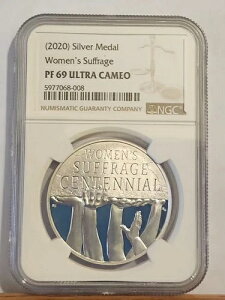 (2020) Silver Medal
Women's Suffrage
PF 69 ULTRA CAMEO
5977068-008
NUMISMATIC GUARANTY COMPANY
NGC
WOMEN'S
SUFFRAGE
CENTENNIAL